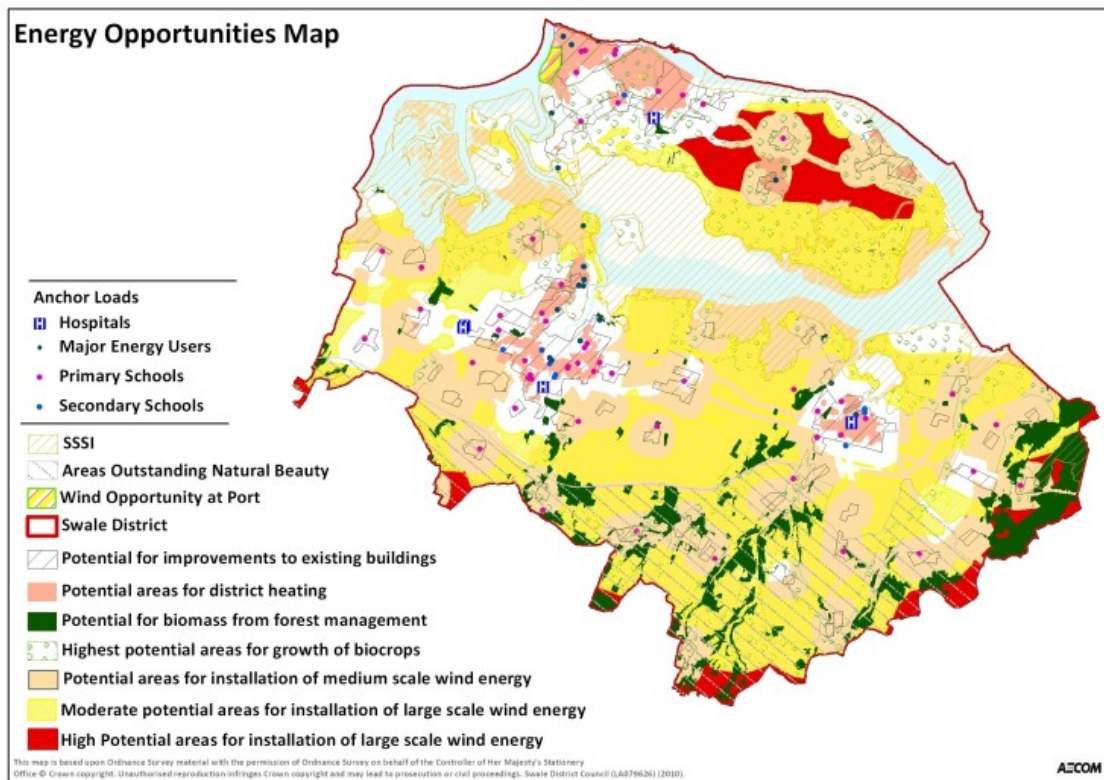 Energy Opportunities Map
Anchor Loads
H Hospitals
Major Energy Users
Primary Schools
Secondary Schools
SSSI
Areas Outstanding Natural Beauty
Wind Opportunity at Port
Swale District
Potential for improvements to existing buildings
Potential areas for district heating
Potential for biomass from forest management
Highest potential areas for growth of biocrops
Potential areas for installation of medium scale wind energy
Moderate potential areas for installation of large scale wind energy
High Potential areas for installation of large scale wind energy
This map is based upon Ordnance Survey material with the permission of Ordnance Survey on behalf of the Controller of Her Majesty's Stationery
Office © Crown copyright. Unauthorised reproduction infringes Crown copyright and may lead to prosecution or civil proceedings. Swale District Council (LA079626) (2010).
AECOM
H
H
H
H